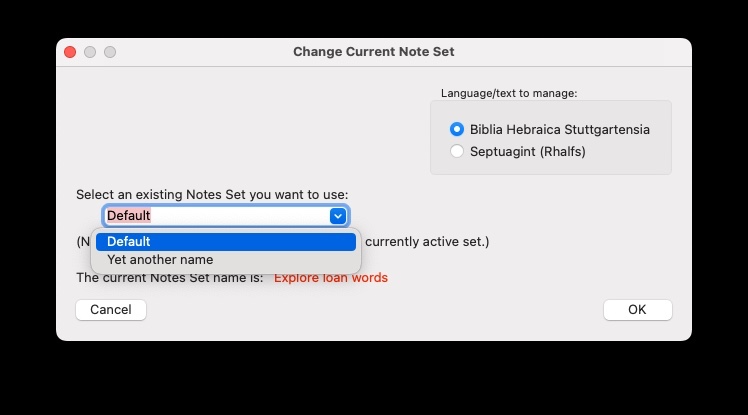 Change Current Note Set
Language/text to manage:
Biblia Hebraica Stuttgartensia
Septuagint (Rhalfs)
Select an existing Notes Set you want to use:
Default
(N
Default
currently active set.)
Yet another name
The current Notes Set name is: Explore loan words
Cancel
OK